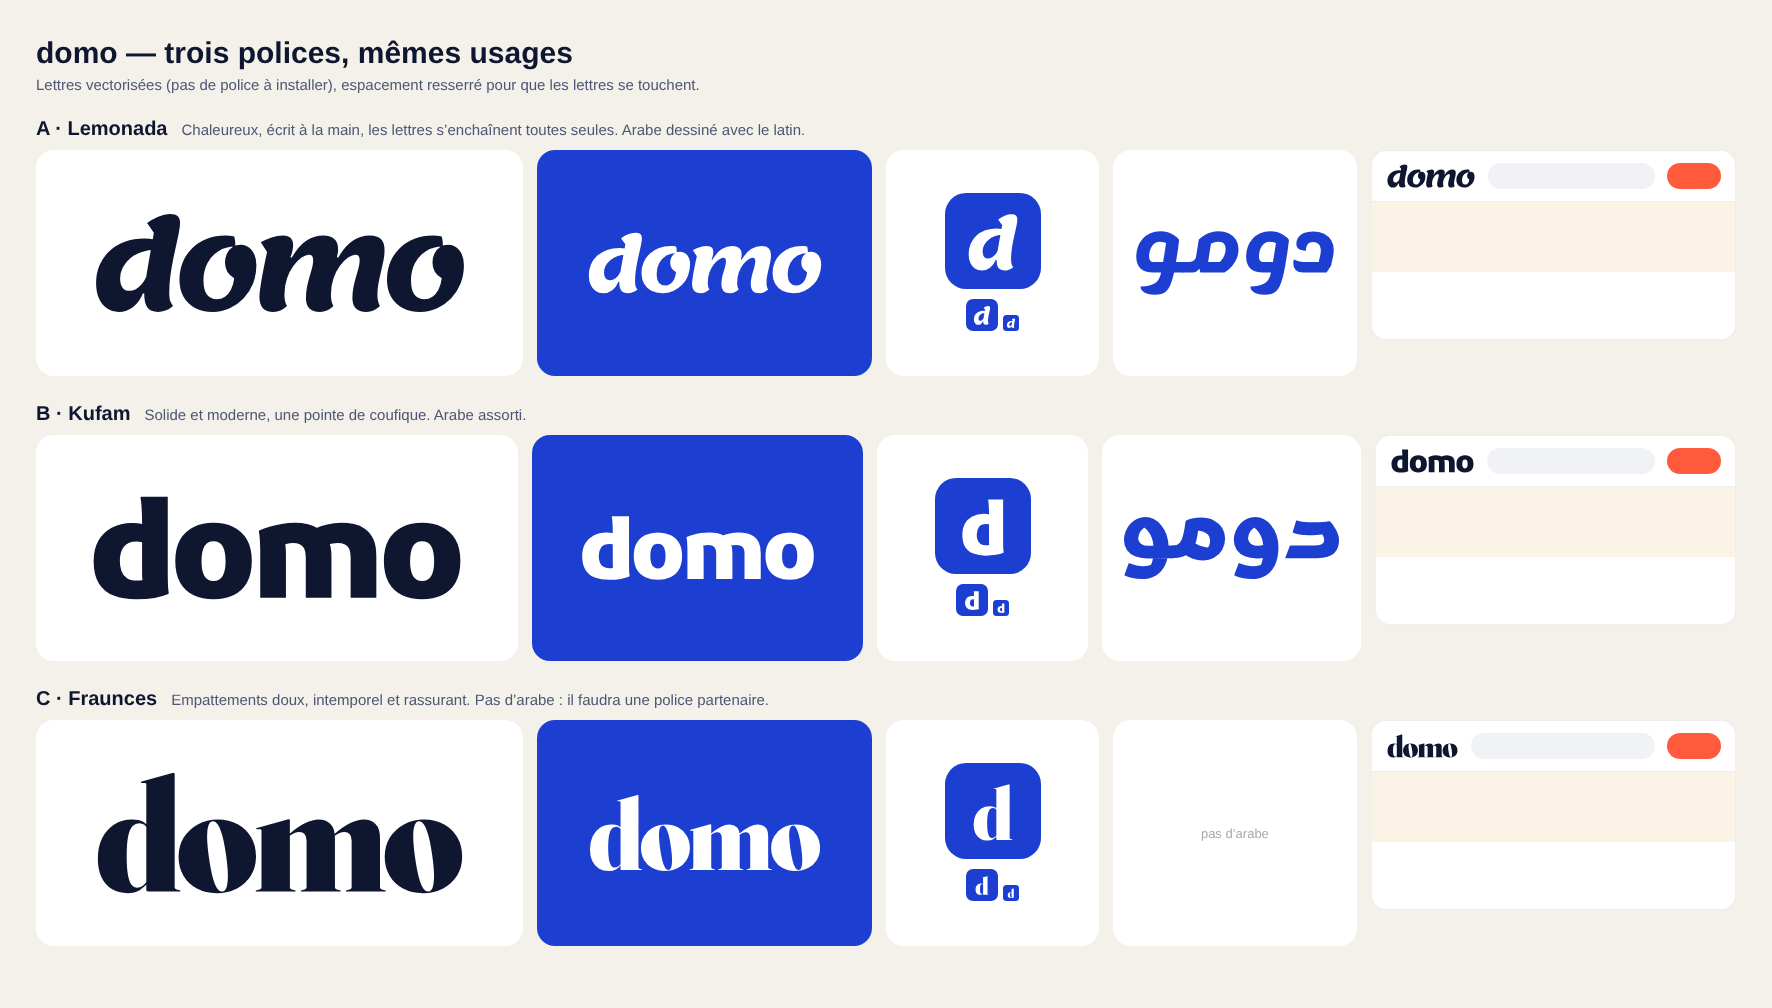 domo — trois polices, mêmes usages
Lettres vectorisées (pas de police à installer), espacement resserré pour que les lettres se touchent.
A · Lemonada Chaleureux, écrit à la main, les lettres s’enchaînent toutes seules. Arabe dessiné avec le latin.
domo
domo
d
d d
دومو
domo
B · Kufam Solide et moderne, une pointe de coufique. Arabe assorti.
domo
domo
d
d d
دومو
domo
C · Fraunces Empattements doux, intemporel et rassurant. Pas d’arabe : il faudra une police partenaire.
domo
domo
d
d d
pas d’arabe
domo